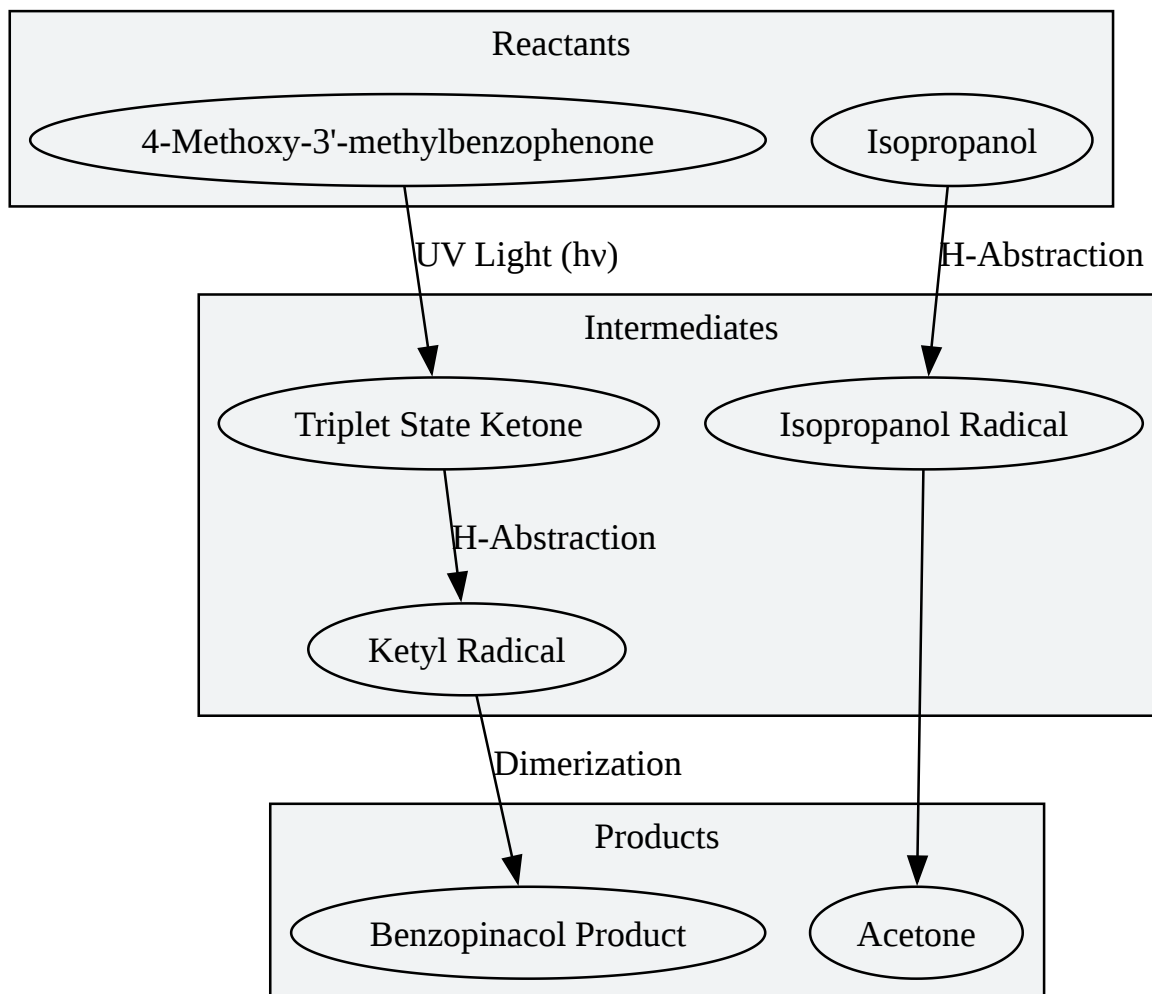 Reactants
4-Methoxy-3'-methylbenzophenone
Isopropanol
UV Light (hν)
H-Abstraction
Intermediates
Triplet State Ketone
Isopropanol Radical
H-Abstraction
Ketyl Radical
Dimerization
Products
Benzopinacol Product
Acetone